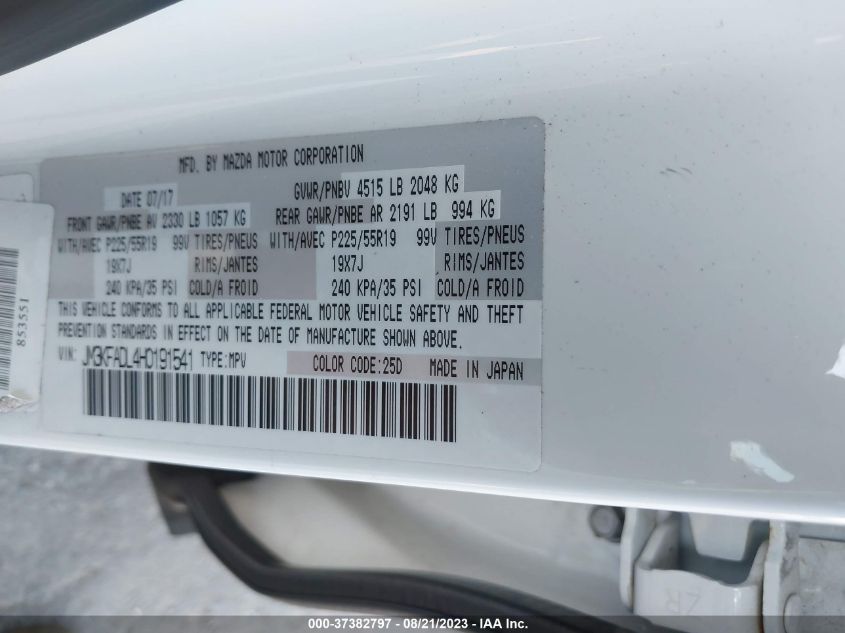 MFD. BY MAZDA MOTOR CORPORATION
DATE 07/17 GVWR/PNBV 4515 LB 2048 KG
FRONT GAWR/PNBE AV 2330 LB 1057 KG REAR GAWR/PNBE AR 2191 LB 994 KG
WITH/AVEC P225/55R19 99V TIRES/PNEUS WITH/AVEC P225/55R19 99V TIRES/PNEUS
19X7J RIMS/JANTES 19X7J RIMS/JANTES
240 KPA/35 PSI COLD/A FROID 240 KPA/35 PSI COLD/A FROID
THIS VEHICLE CONFORMS TO ALL APPLICABLE FEDERAL MOTOR VEHICLE SAFETY AND THEFT
PREVENTION STANDARDS IN EFFECT ON THE DATE OF MANUFACTURE SHOWN ABOVE.
VIN: JM3KFADL4H0191541 TYPE:MPV COLOR CODE:25D MADE IN JAPAN
853551
000-37382797 - 08/21/2023 - IAA Inc.